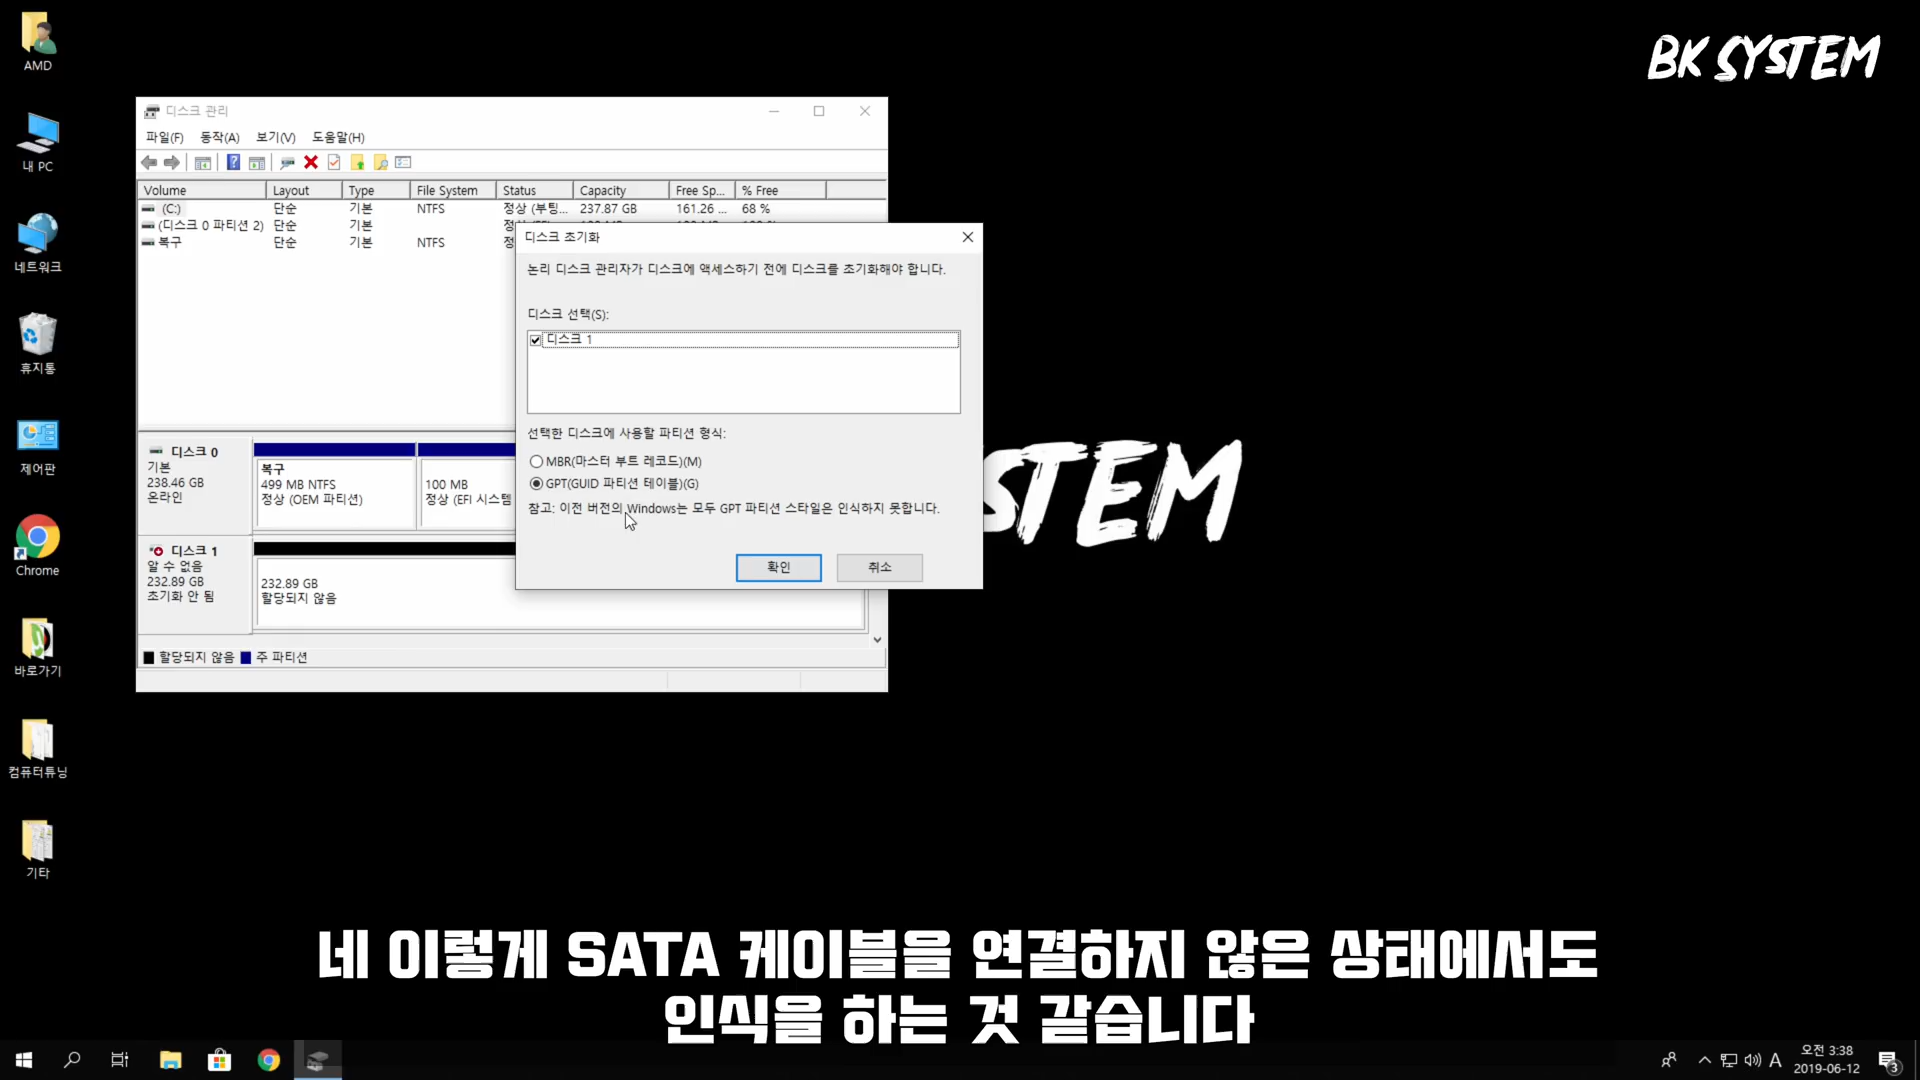 AMD
내 PC
네트워크
휴지통
제어판
Chrome
바로가기
컴퓨터튜닝
기타
BK SYSTEM
디스크 관리
파일(F) 동작(A) 보기(V) 도움말(H)
Volume Layout Type File System Status Capacity Free Sp... % Free
(C:) 단순 기본 NTFS 정상 (부팅... 237.87 GB 161.26 ... 68 %
(디스크 0 파티션 2) 단순 기본
복구 단순 기본 NTFS
디스크 초기화
논리 디스크 관리자가 디스크에 액세스하기 전에 디스크를 초기화해야 합니다.
디스크 선택(S):
디스크 1
선택한 디스크에 사용할 파티션 형식:
MBR(마스터 부트 레코드)(M)
GPT(GUID 파티션 테이블)(G)
참고: 이전 버전의 Windows는 모두 GPT 파티션 스타일은 인식하지 못합니다.
확인 취소
디스크 0
기본
238.46 GB
온라인
복구
499 MB NTFS
정상 (OEM 파티션)
100 MB
정상 (EFI 시스템
디스크 1
알 수 없음
232.89 GB
초기화 안 됨
232.89 GB
할당되지 않음
할당되지 않음 주 파티션
STEM
네 이렇게 SATA 케이블을 연결하지 않은 상태에서도
인식을 하는 것 같습니다
A
오전 3:38
2019-06-12
3